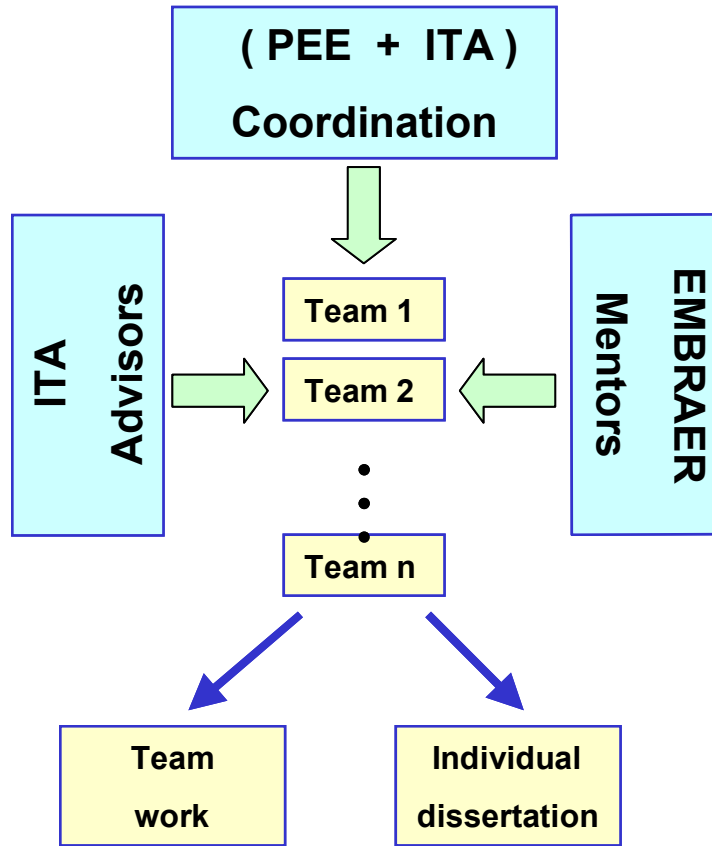 ( PEE + ITA )
Coordination
ITA
Advisors
Team 1
Team 2
Team n
EMBRAER
Mentors
Team
work
Individual
dissertation